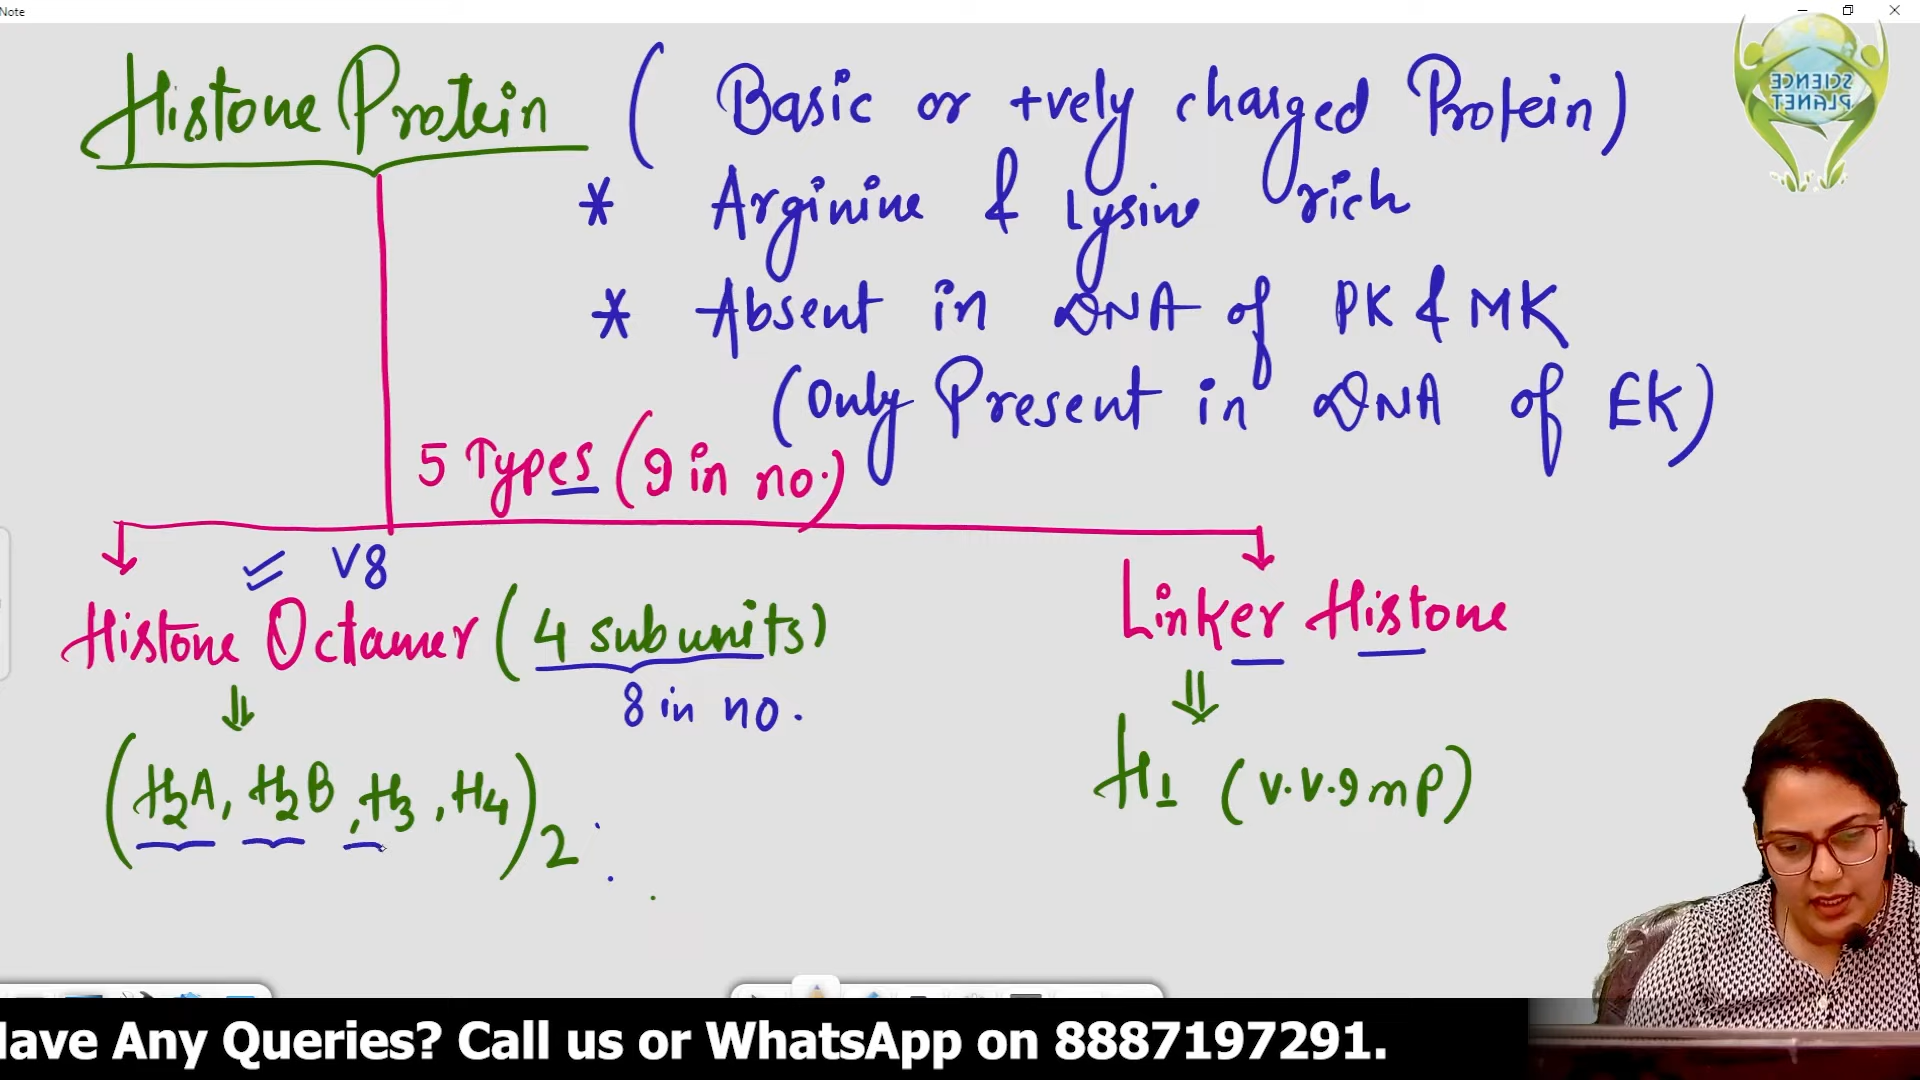 Note
Histone Protein ( Basic or +vely charged Protein)
* Arginine & Lysine rich
* Absent in DNA of PK & MK
(Only Present in DNA of EK)
5 Types (9 in no.)
V8
Histone Octamer (4 subunits)
8 in no.
(H2A, H2B, H3, H4)2
Linker Histone
H1 (V.V.Imp)
SCIENCE
PLANET
Have Any Queries? Call us or WhatsApp on 8887197291.